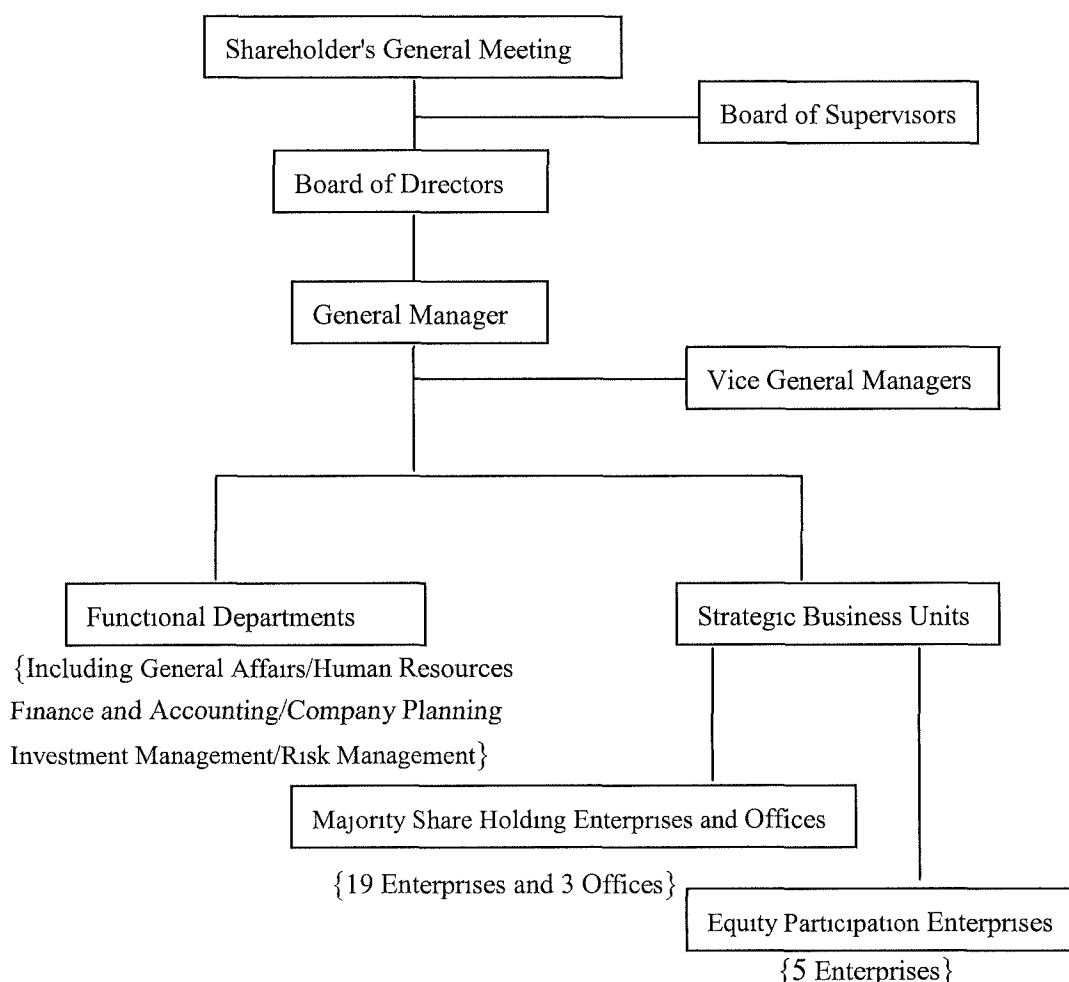 Shareholder's General Meeting
Board of Supervisors
Board of Directors
General Manager
Vice General Managers
Functional Departments
Strategic Business Units
{Including General Affairs/Human Resources
Finance and Accounting/Company Planning
Investment Management/Risk Management}
Majority Share Holding Enterprises and Offices
{19 Enterprises and 3 Offices}
Equity Participation Enterprises
{5 Enterprises}